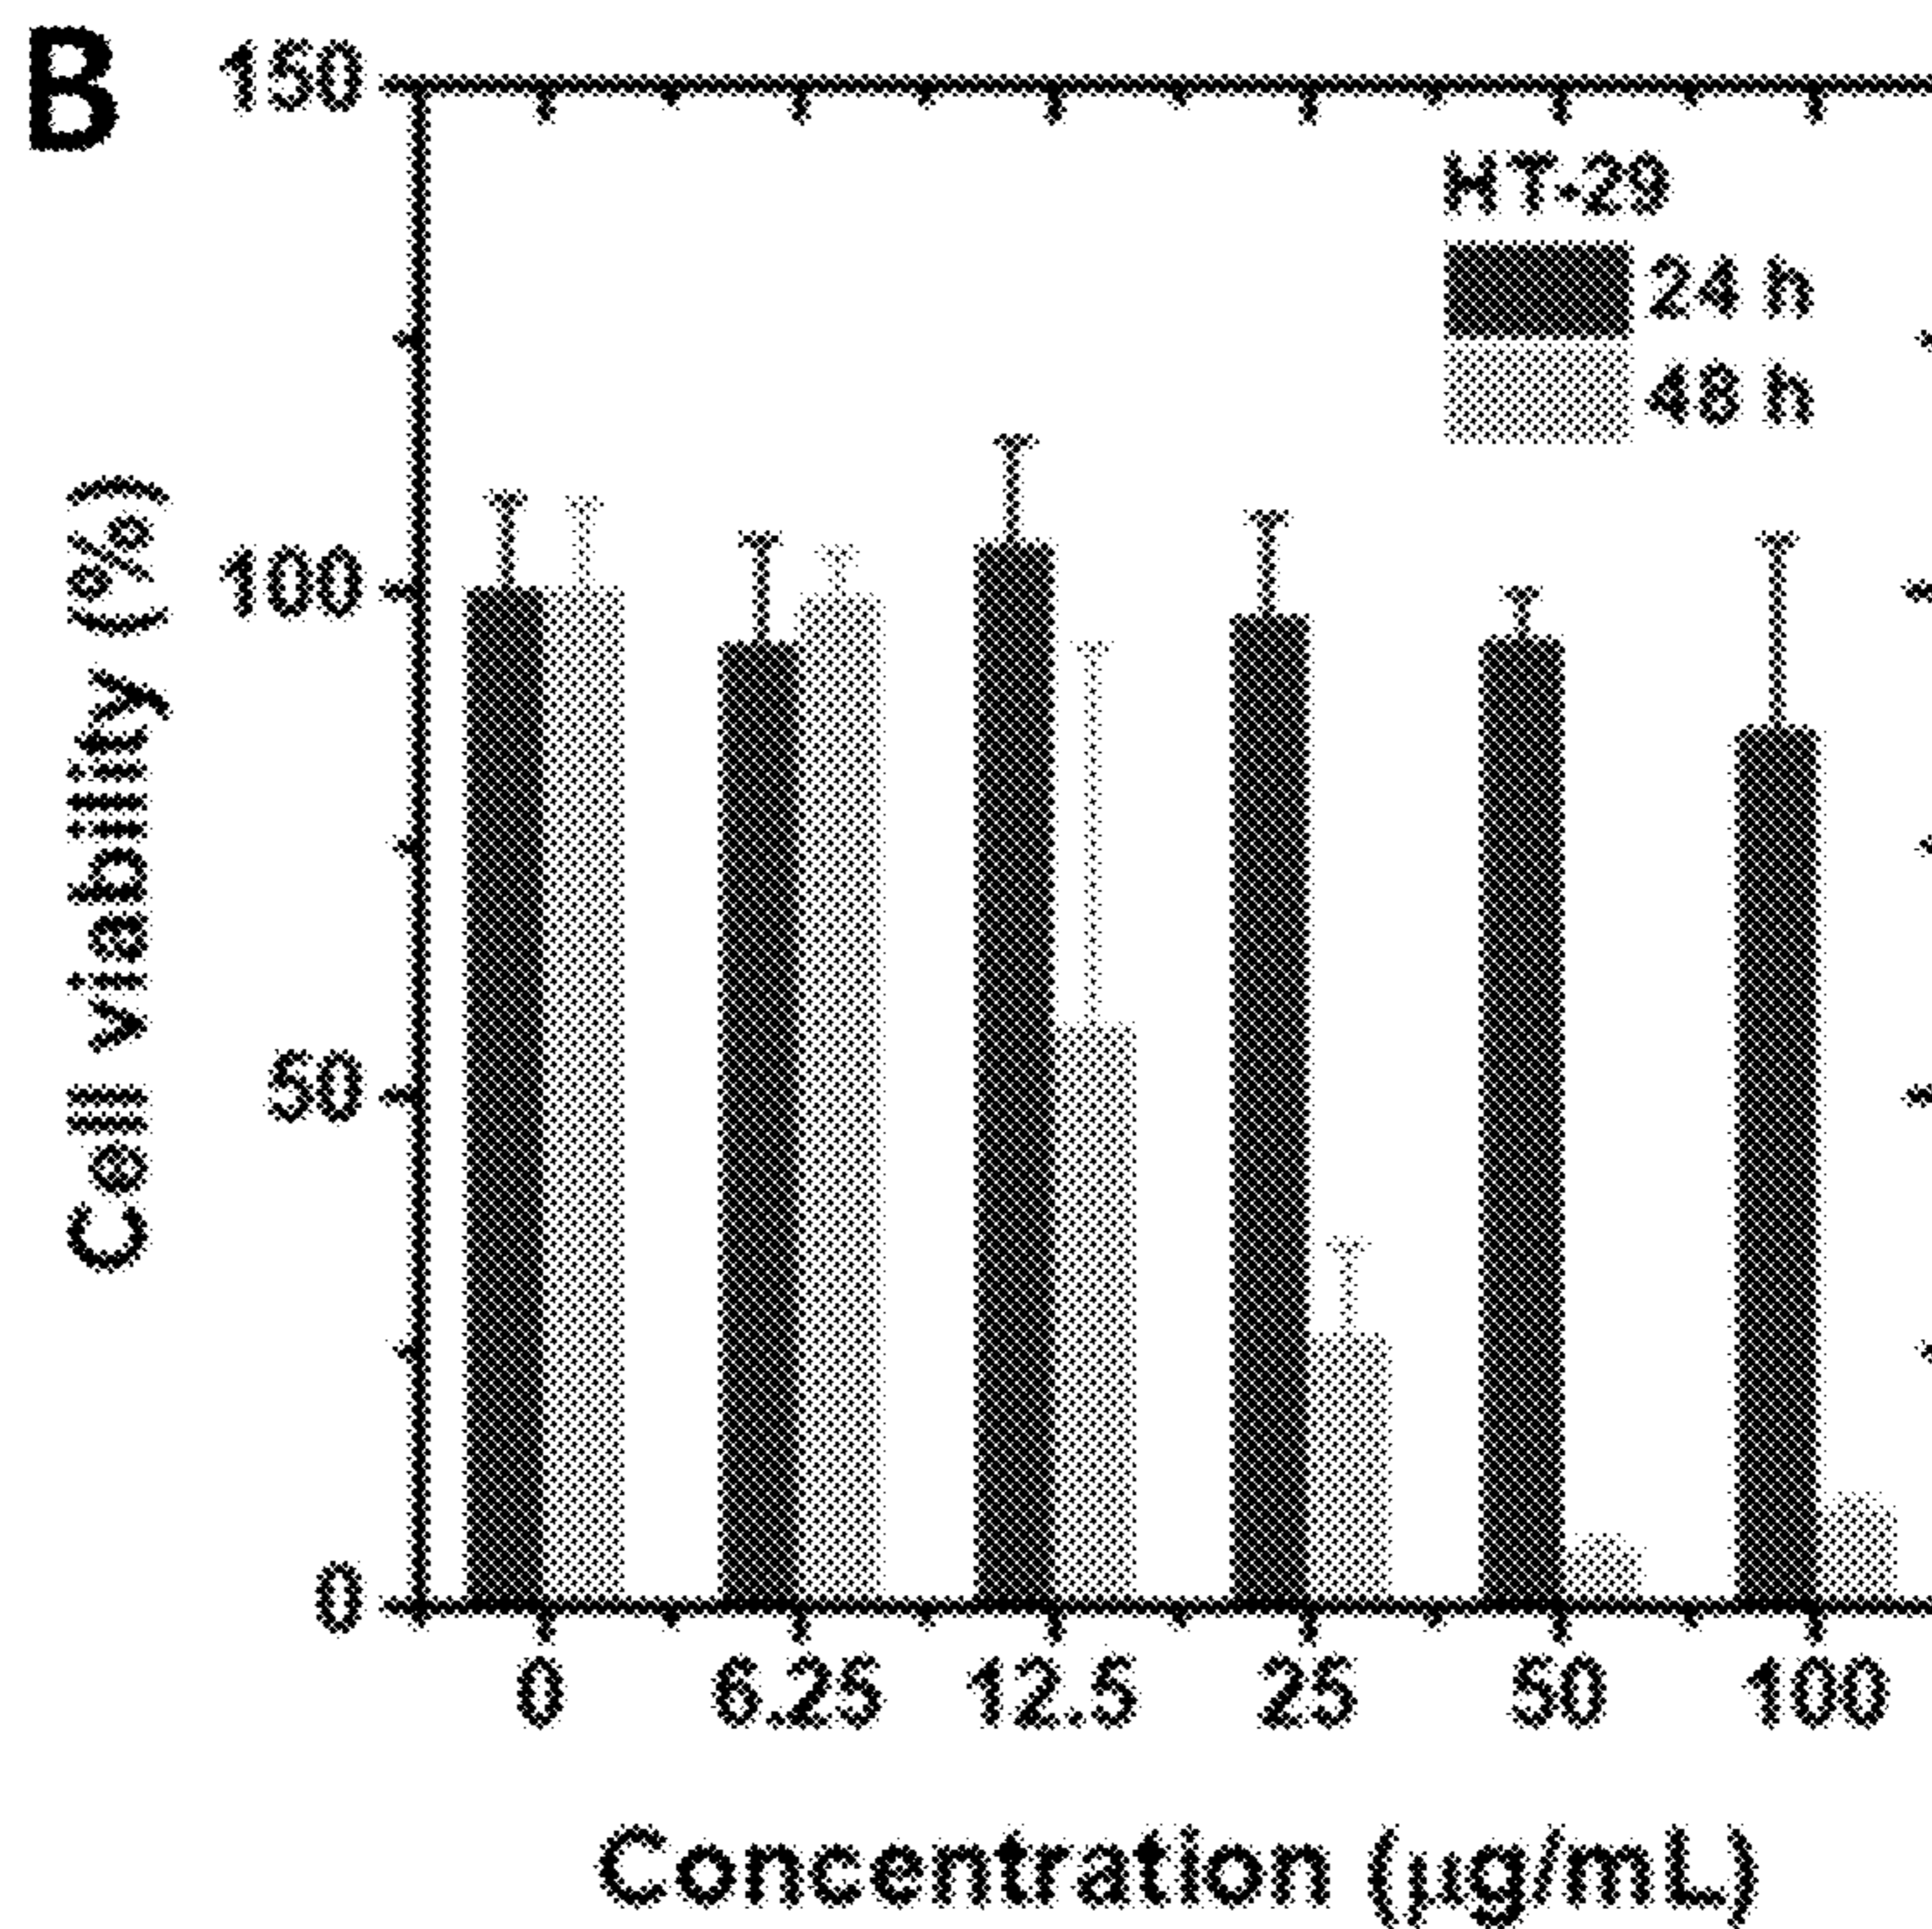 B
150
100
50
0
Cell viability (%)
HT-29
24 h
48 h
0 6.25 12.5 25 50 100
Concentration (μg/mL)